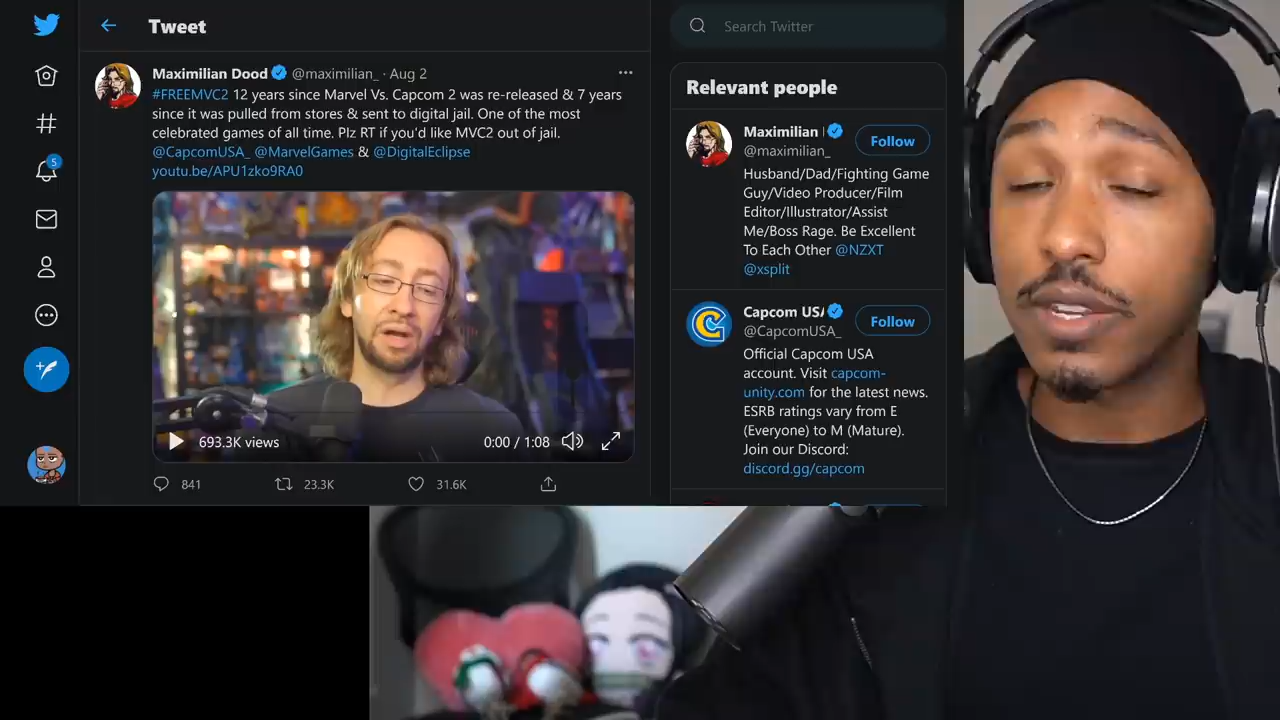 Tweet
Maximilian Dood @maximilian_ · Aug 2
#FREEMVC2 12 years since Marvel Vs. Capcom 2 was re-released & 7 years
since it was pulled from stores & sent to digital jail. One of the most
celebrated games of all time. Plz RT if you'd like MVC2 out of jail.
@CapcomUSA_ @MarvelGames & @DigitalEclipse
youtu.be/APU1zko9RA0
693.3K views
0:00 / 1:08
841
23.3K
31.6K
5
Search Twitter
Relevant people
Maximilian
@maximilian_
Follow
Husband/Dad/Fighting Game
Guy/Video Producer/Film
Editor/Illustrator/Assist
Me/Boss Rage. Be Excellent
To Each Other @NZXT
@xsplit
Capcom USA
@CapcomUSA_
Follow
Official Capcom USA
account. Visit capcom-
unity.com for the latest news.
ESRB ratings vary from E
(Everyone) to M (Mature).
Join our Discord:
discord.gg/capcom